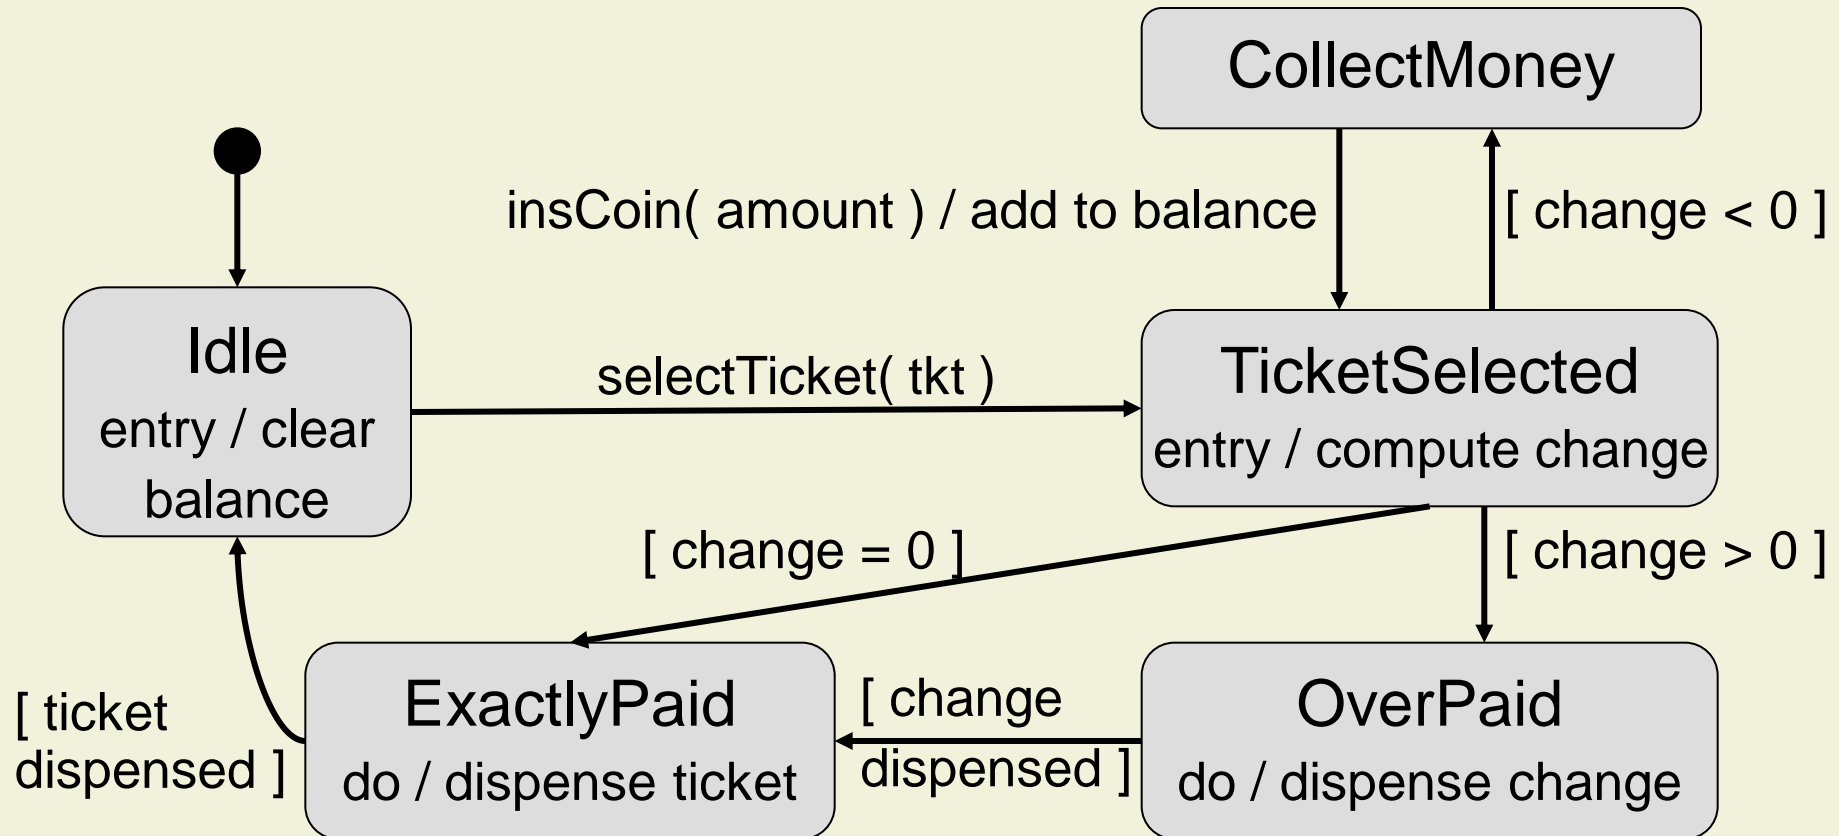 CollectMoney
insCoin( amount ) / add to balance
[ change < 0 ]
Idle
entry / clear
balance
selectTicket( tkt )
TicketSelected
entry / compute change
[ change = 0 ]
[ change > 0 ]
[ ticket
dispensed ]
ExactlyPaid
do / dispense ticket
[ change
dispensed ]
OverPaid
do / dispense change